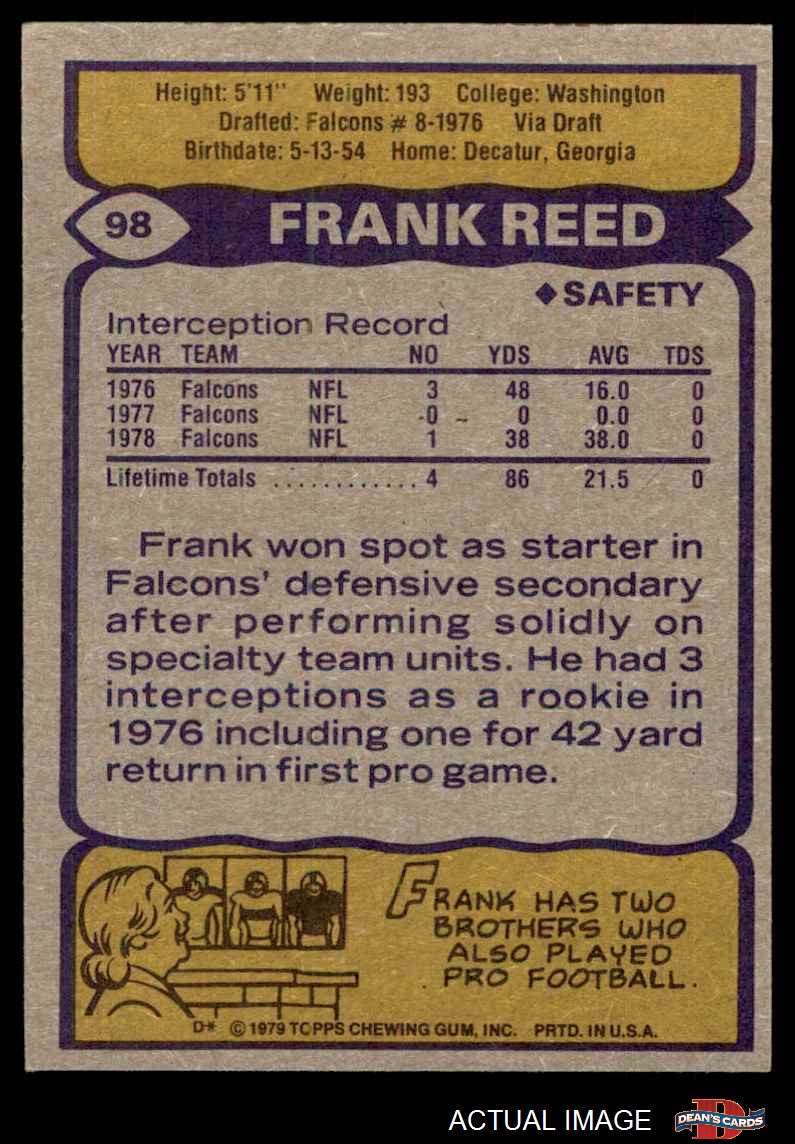 Height: 5'11" Weight: 193 College: Washington
Drafted: Falcons # 8-1976 Via Draft
Birthdate: 5-13-54 Home: Decatur, Georgia
98 FRANK REED
◆SAFETY
Interception Record
YEAR TEAM NO YDS AVG TDS
1976 Falcons NFL 3 48 16.0 0
1977 Falcons NFL 0 0 0.0 0
1978 Falcons NFL 1 38 38.0 0
Lifetime Totals ............ 4 86 21.5 0
Frank won spot as starter in
Falcons' defensive secondary
after performing solidly on
specialty team units. He had 3
interceptions as a rookie in
1976 including one for 42 yard
return in first pro game.
FRANK HAS TWO
BROTHERS WHO
ALSO PLAYED
PRO FOOTBALL.
D* © 1979 TOPPS CHEWING GUM, INC. PRTD. IN U.S.A.
ACTUAL IMAGE
D
DEAN'S CARDS